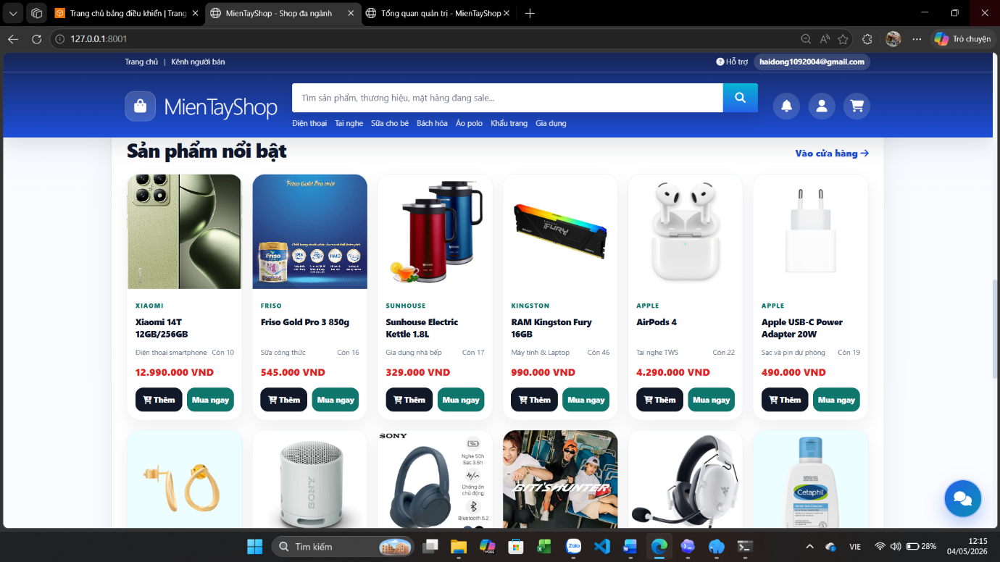 Trang chủ bảng điều khiển | Trang
MienTayShop - Shop đa ngành
Tổng quan quản trị - MienTayShop
127.0.0.1:8001
Trò chuyện
Trang chủ | Kênh người bán
Hỗ trợ
haidong1092004@gmail.com
MienTayShop
Tìm sản phẩm, thương hiệu, mặt hàng đang sale...
Điện thoại Tai nghe Sữa cho bé Bách hóa Áo polo Khẩu trang Gia dụng
Sản phẩm nổi bật
Vào cửa hàng
XIAOMI
Friso Gold Pro mới
Friso
HMO
FURY
XIAOMI
Xiaomi 14T
12GB/256GB
Điện thoại smartphone Còn 10
12.990.000 VND
Thêm Mua ngay
FRISO
Friso Gold Pro 3 850g
Sữa công thức Còn 16
545.000 VND
Thêm Mua ngay
SUNHOUSE
Sunhouse Electric
Kettle 1.8L
Gia dụng nhà bếp Còn 17
329.000 VND
Thêm Mua ngay
KINGSTON
RAM Kingston Fury
16GB
Máy tính & Laptop Còn 46
990.000 VND
Thêm Mua ngay
APPLE
AirPods 4
Tai nghe TWS Còn 22
4.290.000 VND
Thêm Mua ngay
APPLE
Apple USB-C Power
Adapter 20W
Sạc và pin dự phòng Còn 19
490.000 VND
Thêm Mua ngay
SONY
SONY
Nghe 50h
Sạc 3.5h
Chống ồn
chủ động
Bluetooth 5.2
BITI'S HUNTER
Cetaphil
Tìm kiếm
Zalo
VIE
28%
12:15
04/05/2026